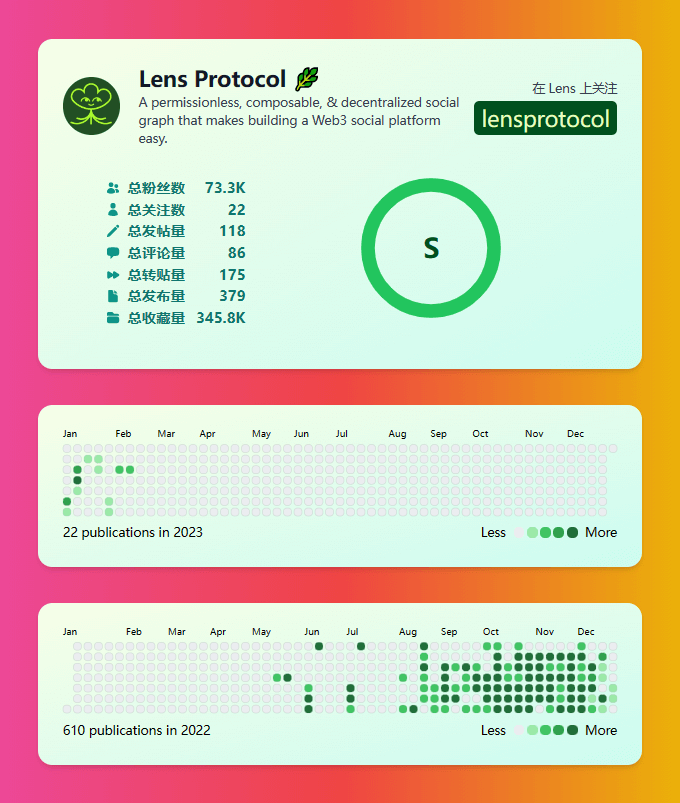 Lens Protocol 🌿
A permissionless, composable, & decentralized social
graph that makes building a Web3 social platform
easy.
在 Lens 上关注
lensprotocol
总粉丝数 73.3K
总关注数 22
总发帖量 118
总评论量 86
总转贴量 175
总发布量 379
总收藏量 345.8K
S
Jan Feb Mar Apr May Jun Jul Aug Sep Oct Nov Dec
22 publications in 2023
Less More
Jan Feb Mar Apr May Jun Jul Aug Sep Oct Nov Dec
610 publications in 2022
Less More